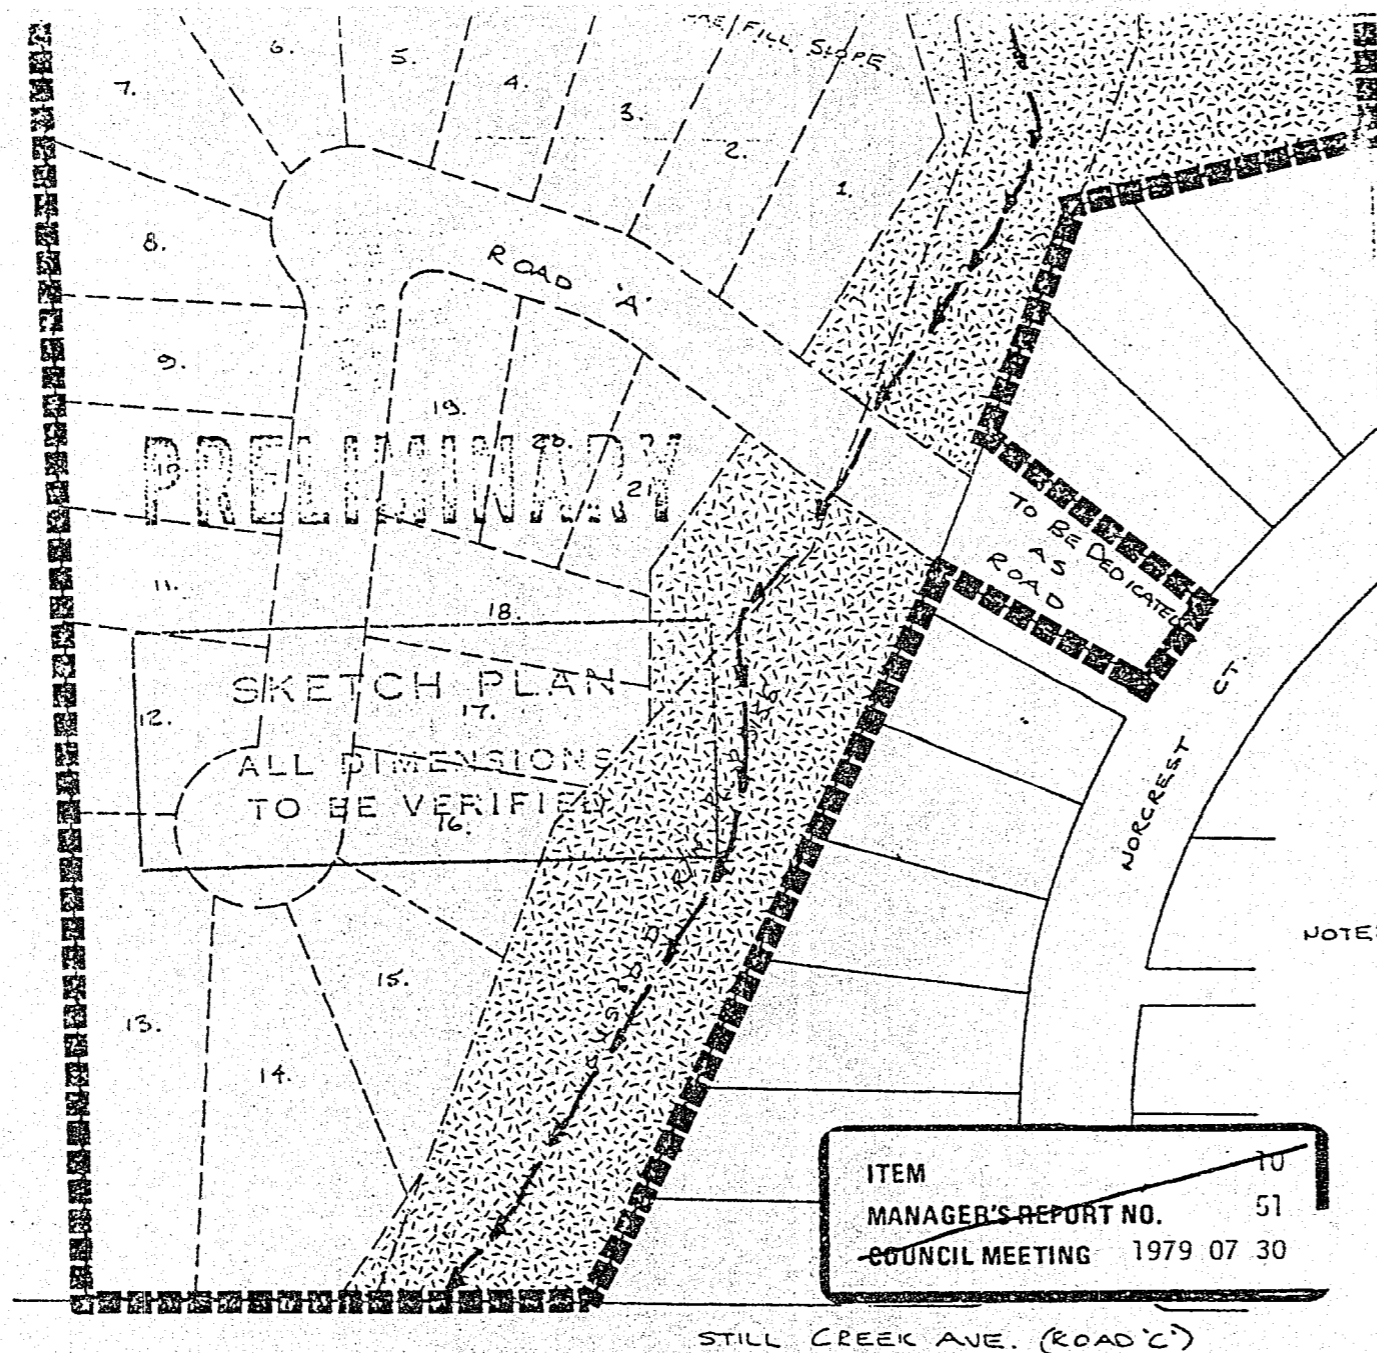 FILL SLOPE
6.
5.
4.
3.
2.
1.
7.
8.
9.
ROAD 'A'
19.
20.
21
PRELIMINARY
10.
11.
18.
TO BE DEDICATED
AS
ROAD
SKETCH PLAN
17.
12.
ALL DIMENSIONS
TO BE VERIFIED
16.
15.
13.
14.
NORCREST CT.
NOTE:
ITEM 10
MANAGER'S REPORT NO. 51
COUNCIL MEETING 1979 07 30
STILL CREEK AVE. (ROAD 'C')